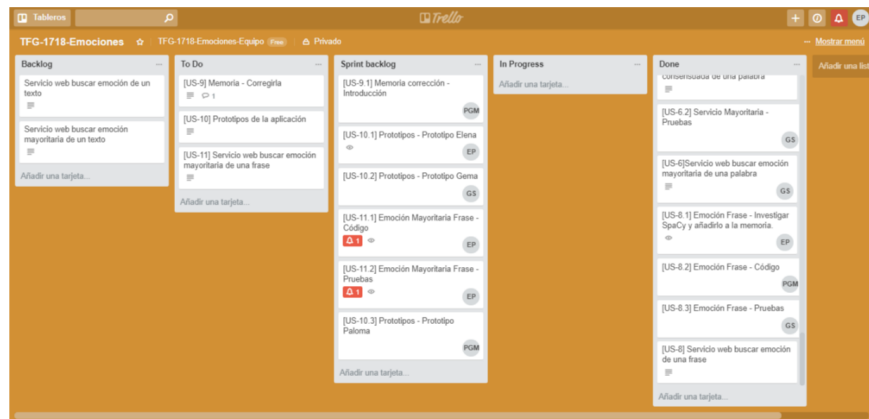 Tableros
Trello
EP
TFG-1718-Emociones
TFG-1718-Emociones-Equipo Free
Privado
Mostrar menú
Backlog
Servicio web buscar emoción de un
texto
Servicio web buscar emoción
mayoritaria de un texto
Añadir una tarjeta...
To Do
[US-9] Memoria - Corregirla
1
[US-10] Prototipos de la aplicación
[US-11] Servicio web buscar emoción
mayoritaria de una frase
Añadir una tarjeta...
Sprint backlog
[US-9.1] Memoria corrección -
Introducción
PGM
[US-10.1] Prototipos - Prototipo Elena
EP
[US-10.2] Prototipos - Prototipo Gema
GS
[US-11.1] Emoción Mayoritaria Frase -
Código
1
EP
[US-11.2] Emoción Mayoritaria Frase -
Pruebas
1
EP
[US-10.3] Prototipos - Prototipo
Paloma
PGM
Añadir una tarjeta...
In Progress
Añadir una tarjeta...
Done
consensuada de una palabra
[US-6.2] Servicio Mayoritaria -
Pruebas
GS
[US-6]Servicio web buscar emoción
mayoritaria de una palabra
GS
[US-8.1] Emoción Frase - Investigar
SpaCy y añadirlo a la memoria.
EP
[US-8.2] Emoción Frase - Código
PGM
[US-8.3] Emoción Frase - Pruebas
GS
[US-8] Servicio web buscar emoción
de una frase
Añadir una tarjeta...
Añadir una list